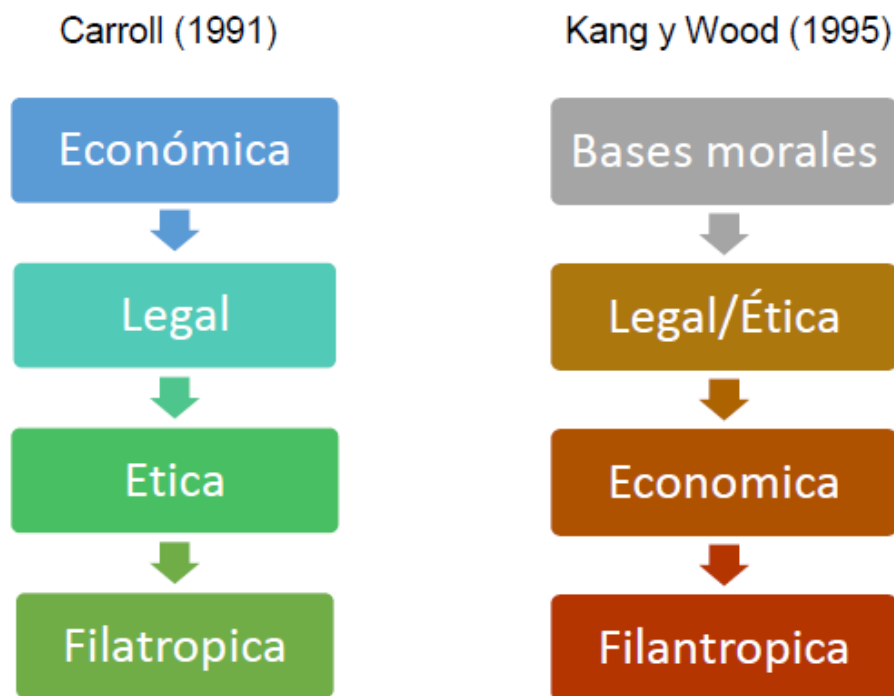 Carroll (1991)
Económica
Legal
Etica
Filatropica
Kang y Wood (1995)
Bases morales
Legal/Ética
Economica
Filantropica